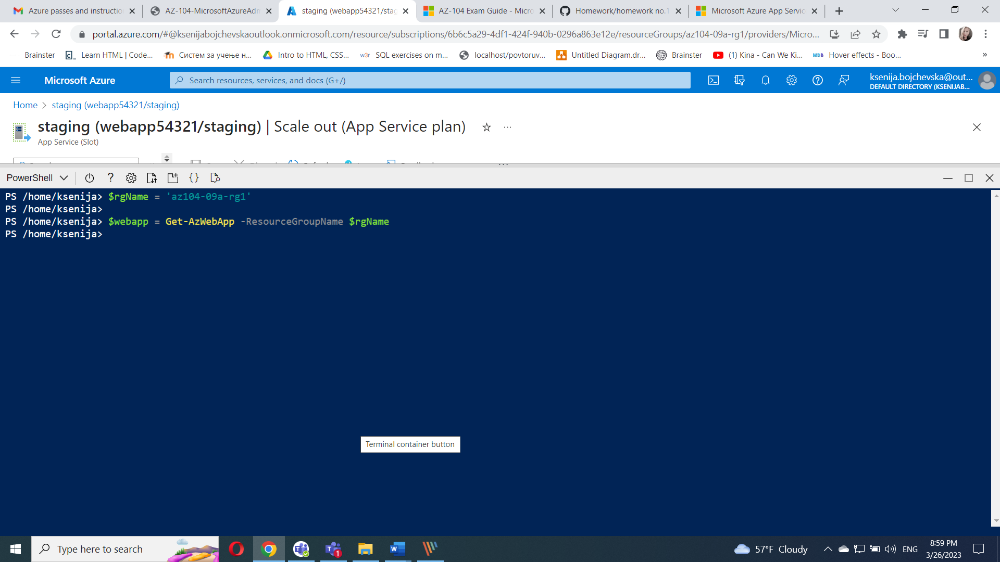 Azure passes and instructio
AZ-104-MicrosoftAzureAdm
staging (webapp54321/stag
AZ-104 Exam Guide - Micro
Homework/homework no.1
Microsoft Azure App Servic
portal.azure.com/#@ksenijabojchevskaoutlook.onmicrosoft.com/resource/subscriptions/6b6c5a29-4df1-424f-940b-0296a863e12e/resourceGroups/az104-09a-rg1/providers/Micro...
Brainster
Learn HTML | Code...
Систем за учење н...
Intro to HTML, CSS...
w3r SQL exercises on m...
localhost/povtoruv...
Untitled Diagram.dr...
Brainster
(1) Kina - Can We Ki...
MDB Hover effects - Boo...
»
Microsoft Azure
Search resources, services, and docs (G+/)
ksenija.bojchevska@out...
DEFAULT DIRECTORY (KSENIJAB...
Home > staging (webapp54321/staging)
staging (webapp54321/staging) | Scale out (App Service plan)
App Service (Slot)
PowerShell
PS /home/ksenija> $rgName = 'az104-09a-rg1'
PS /home/ksenija>
PS /home/ksenija> $webapp = Get-AzWebApp -ResourceGroupName $rgName
PS /home/ksenija>
Terminal container button
Type here to search
1
57°F Cloudy
ENG
8:59 PM
3/26/2023